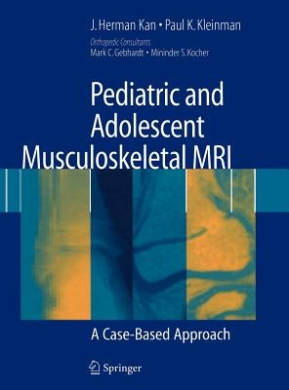 J. Herman Kan • Paul K. Kleinman
Orthopedic Consultants
Mark C. Gebhardt • Mininder S. Kocher
Pediatric and
Adolescent
Musculoskeletal MRI
A Case-Based Approach
Springer